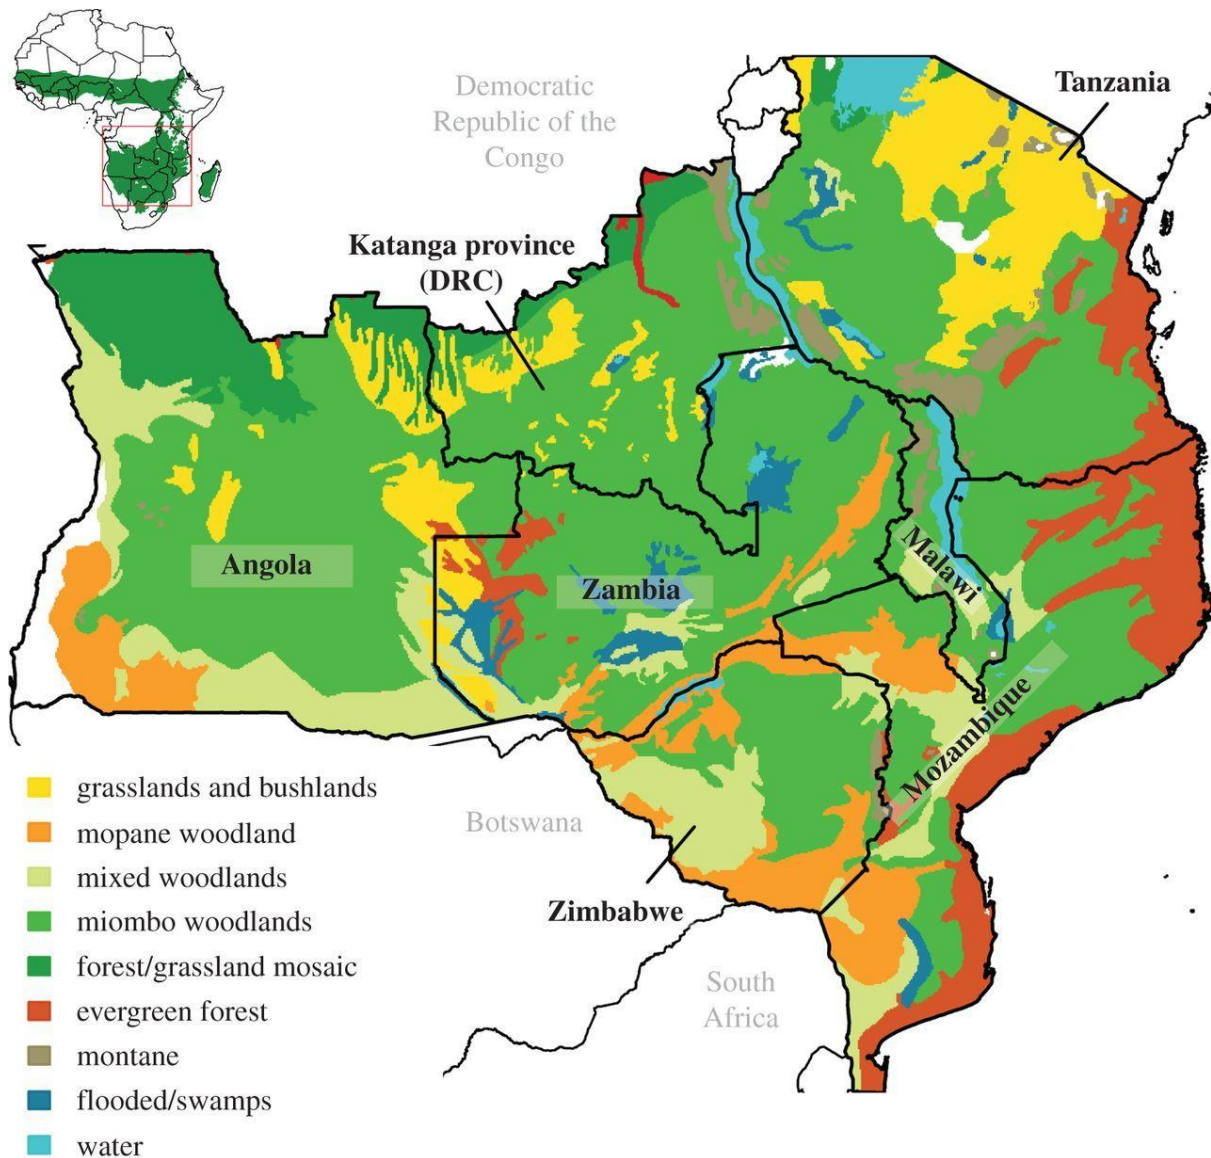 Democratic
Republic of the
Congo
Tanzania
Katanga province
(DRC)
Angola
Zambia
Malawi
Mozambique
Botswana
Zimbabwe
South
Africa
grasslands and bushlands
mopane woodland
mixed woodlands
miombo woodlands
forest/grassland mosaic
evergreen forest
montane
flooded/swamps
water